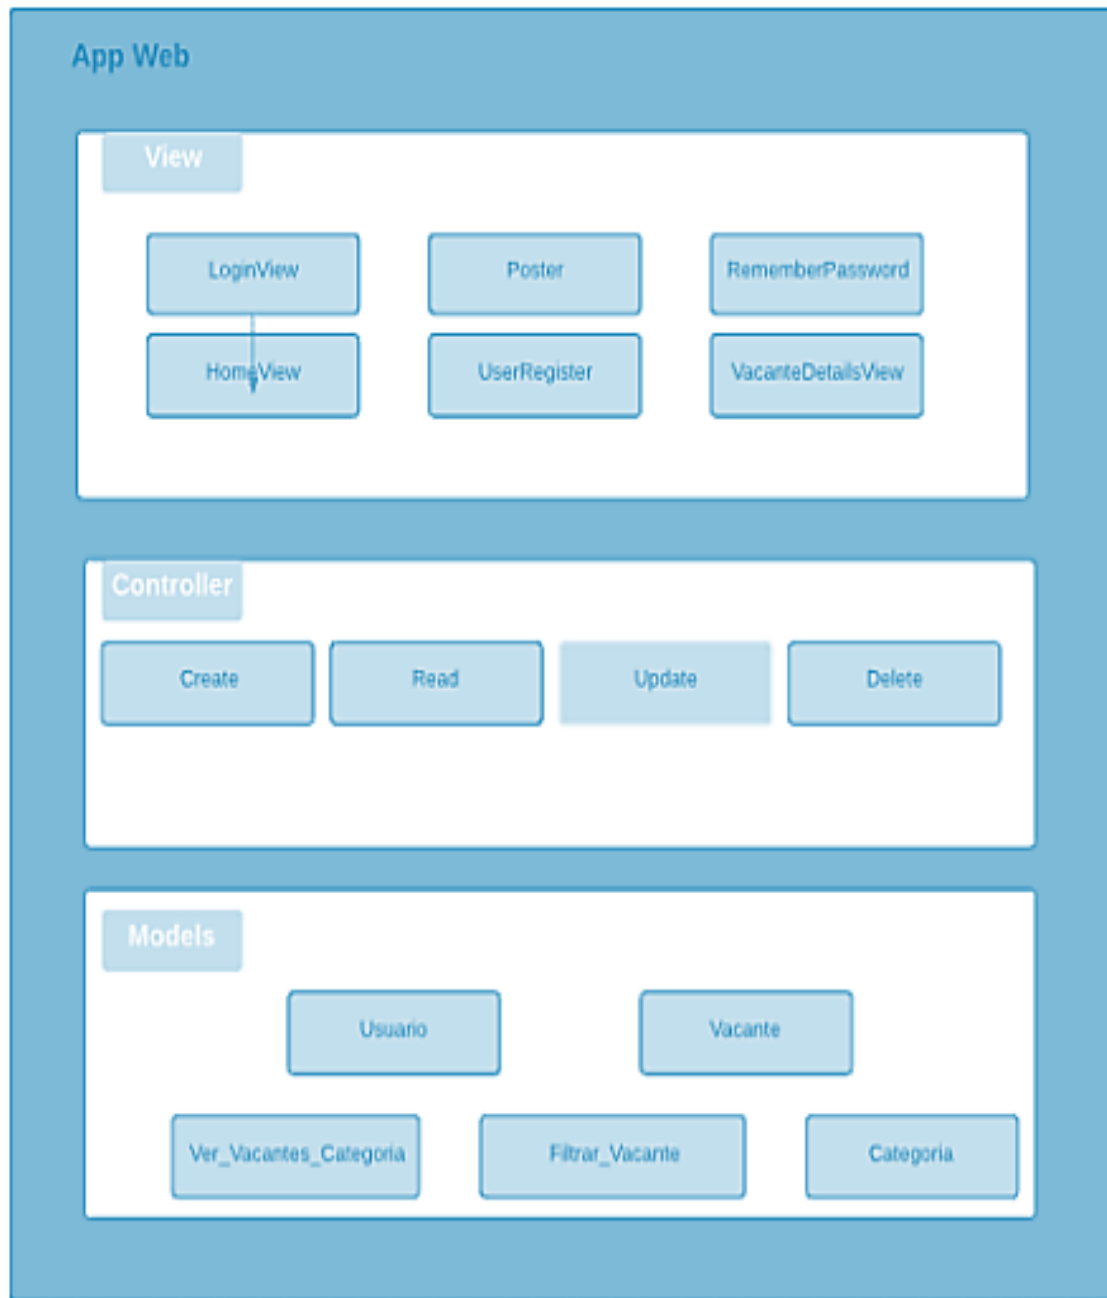 App Web
View
LoginView
Poster
RememberPassword
HomeView
UserRegister
VacanteDetailsView
Controller
Create
Read
Update
Delete
Models
Usuario
Vacante
Ver_Vacantes_Categoria
Filtrar_Vacante
Categoria